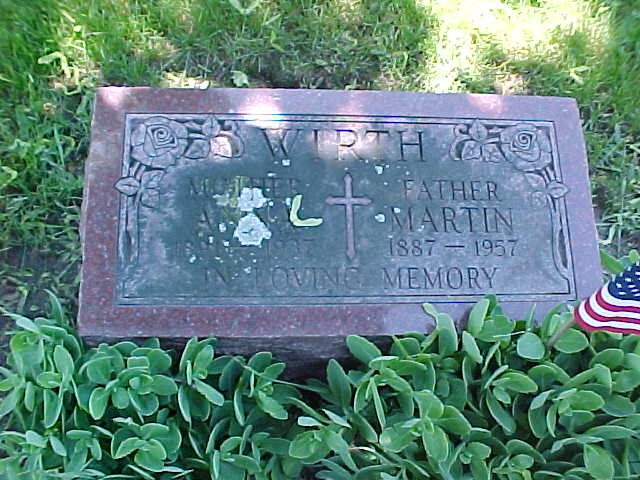 WIRTH
MOTHER FATHER
MARTIN
1887 — 1957
IN LOVING MEMORY